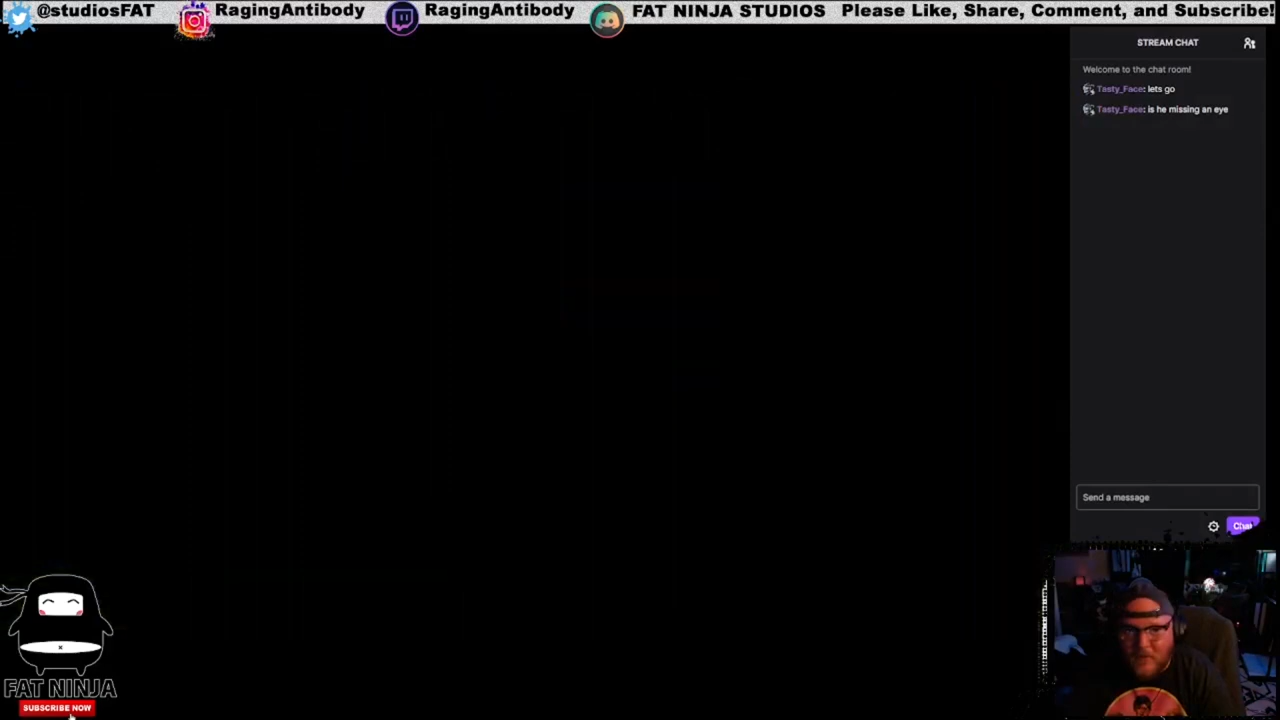 @studiosFAT RagingAntibody RagingAntibody FAT NINJA STUDIOS Please Like, Share, Comment, and Subscribe!
STREAM CHAT
Welcome to the chat room!
Tasty_Face: lets go
Tasty_Face: is he missing an eye
Send a message
Chat
FAT NINJA
SUBSCRIBE NOW